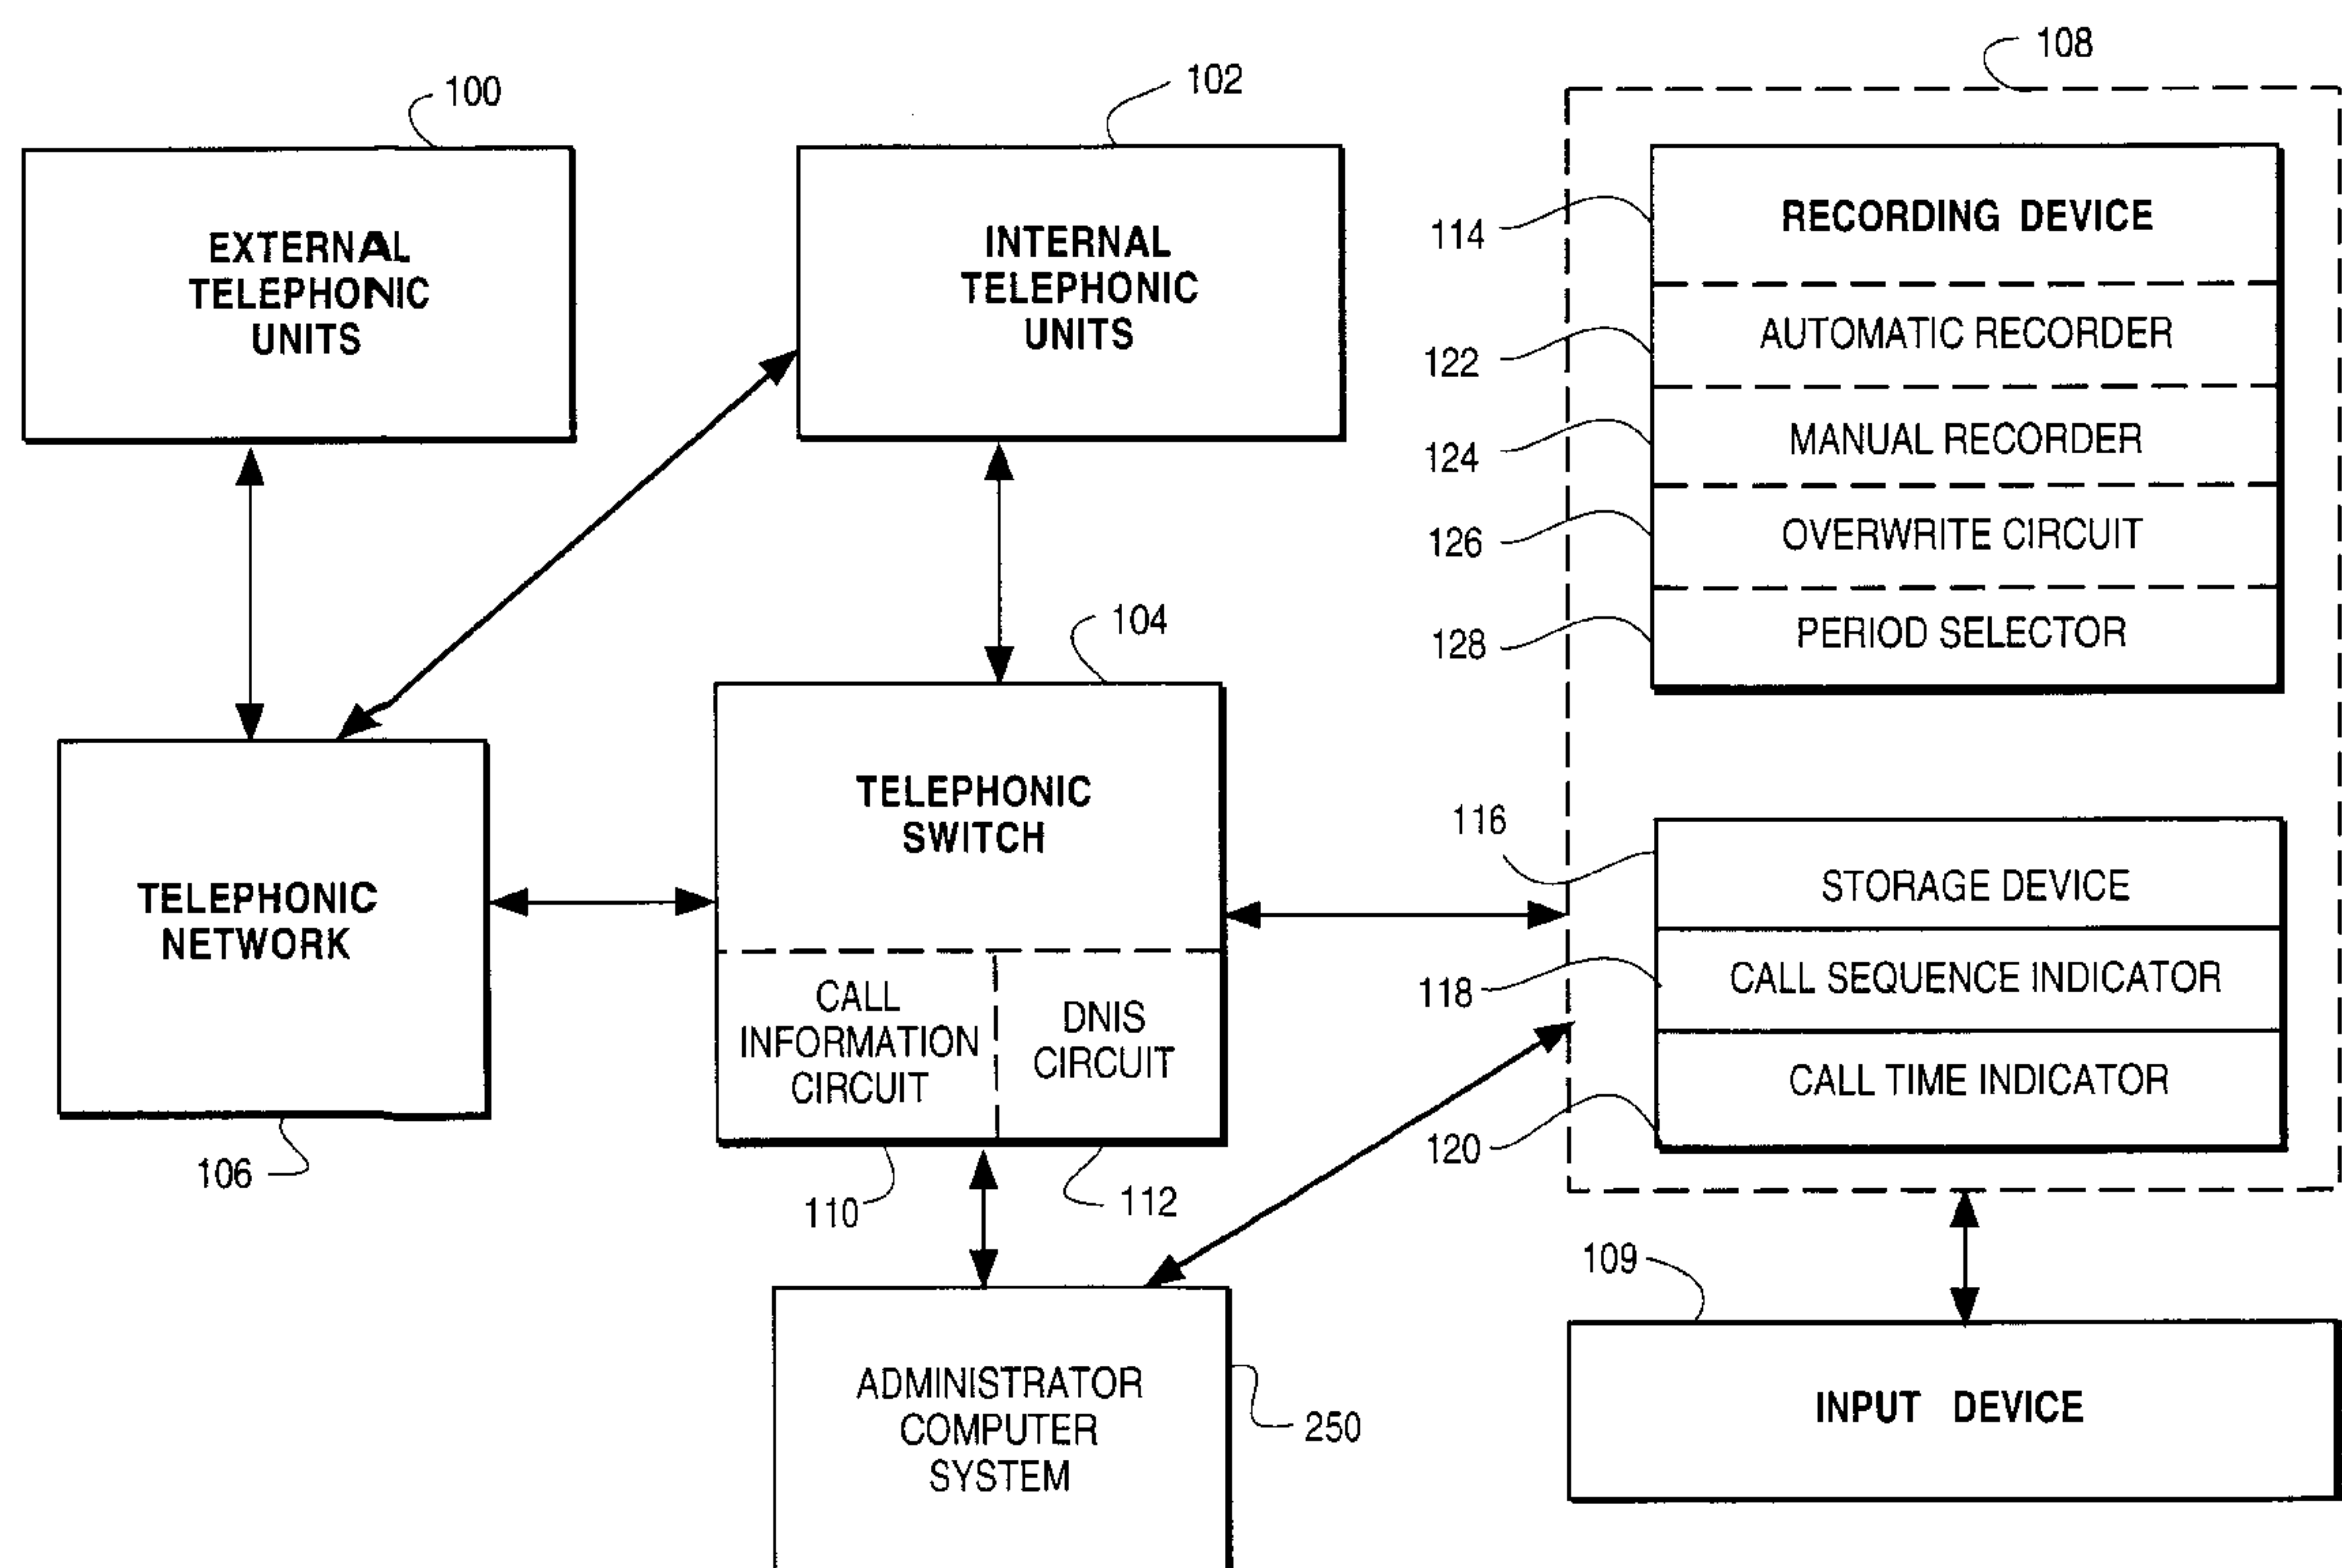 100
EXTERNAL
TELEPHONIC
UNITS
102
INTERNAL
TELEPHONIC
UNITS
108
114
RECORDING DEVICE
122
AUTOMATIC RECORDER
124
MANUAL RECORDER
126
OVERWRITE CIRCUIT
128
PERIOD SELECTOR
104
TELEPHONIC
SWITCH
CALL
INFORMATION
CIRCUIT
DNIS
CIRCUIT
110
112
TELEPHONIC
NETWORK
106
116
STORAGE DEVICE
118
CALL SEQUENCE INDICATOR
120
CALL TIME INDICATOR
109
INPUT DEVICE
ADMINISTRATOR
COMPUTER
SYSTEM
250